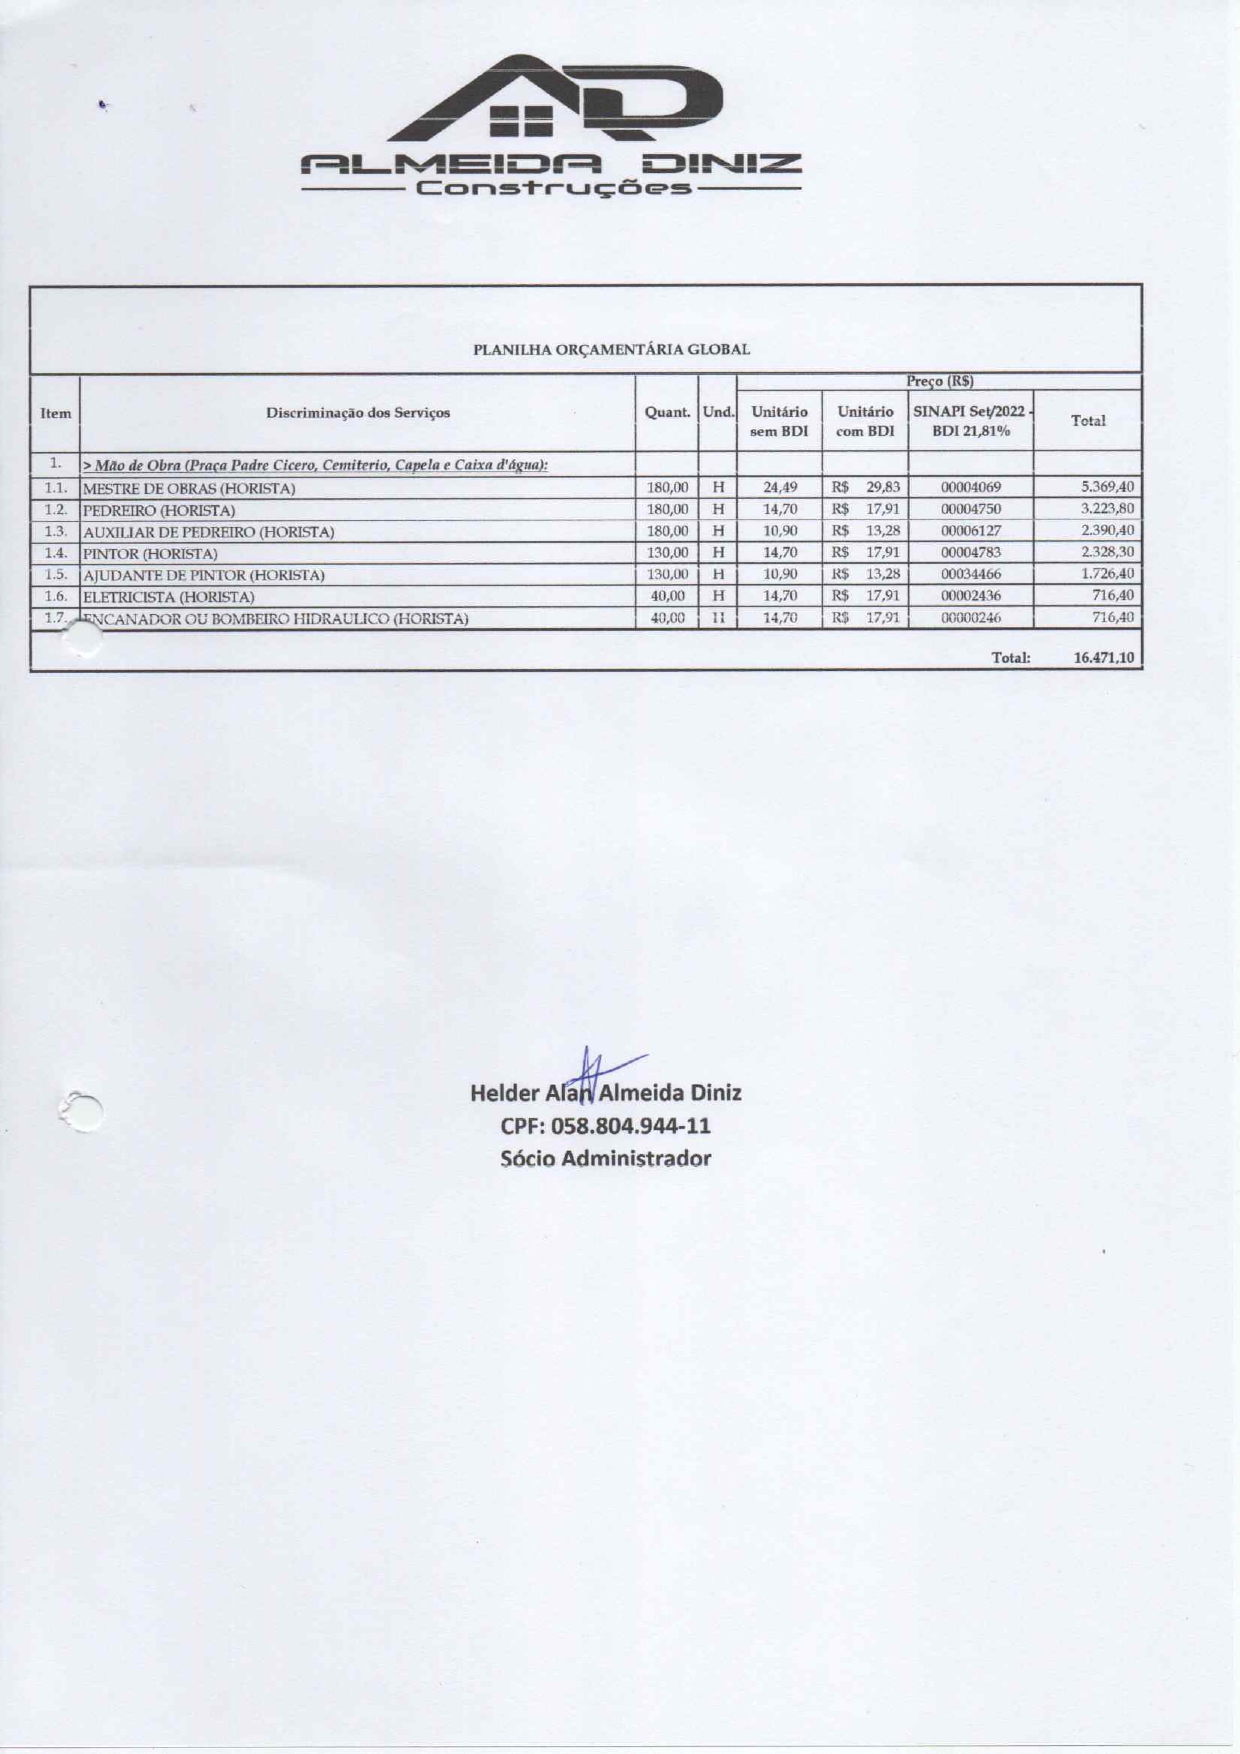 AD
ALMEIDA DINIZ
Construções
PLANILHA ORÇAMENTÁRIA GLOBAL
Item Discriminação dos Serviços Quant. Und. Preço (R$)
Unitário sem BDI Unitário com BDI SINAPI Set/2022 - BDI 21,81% Total
1. > Mão de Obra (Praça Padre Cicero, Cemiterio, Capela e Caixa d'água):
1.1. MESTRE DE OBRAS (HORISTA) 180,00 H 24,49 R$ 29,83 00004069 5.369,40
1.2. PEDREIRO (HORISTA) 180,00 H 14,70 R$ 17,91 00004750 3.223,80
1.3. AUXILIAR DE PEDREIRO (HORISTA) 180,00 H 10,90 R$ 13,28 00006127 2.390,40
1.4. PINTOR (HORISTA) 130,00 H 14,70 R$ 17,91 00004783 2.328,30
1.5. AJUDANTE DE PINTOR (HORISTA) 130,00 H 10,90 R$ 13,28 00034466 1.726,40
1.6. ELETRICISTA (HORISTA) 40,00 H 14,70 R$ 17,91 00002436 716,40
1.7. ENCANADOR OU BOMBEIRO HIDRAULICO (HORISTA) 40,00 H 14,70 R$ 17,91 00000246 716,40
Total: 16.471,10
Helder Alan Almeida Diniz
CPF: 058.804.944-11
Sócio Administrador